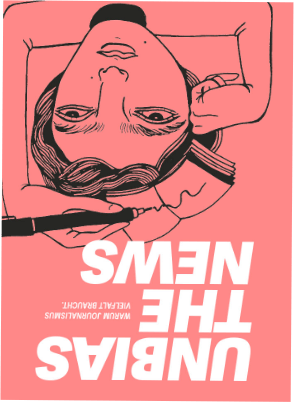 UNBIAS
THE
NEWS
WARUM JOURNALISMUS
VIELFALT BRAUCHT.